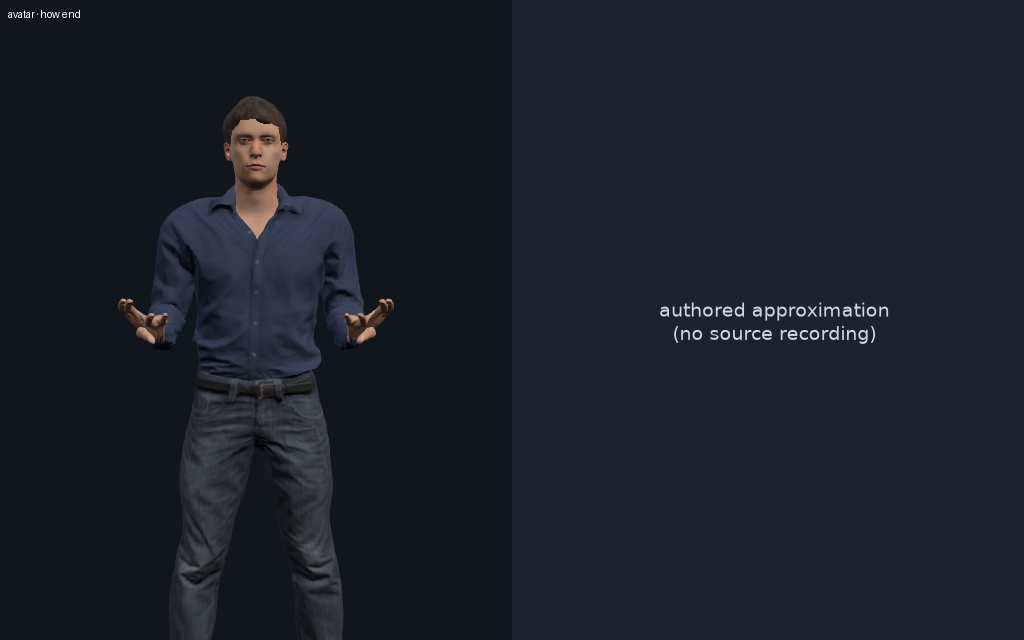 avatar · how end
authored approximation
(no source recording)